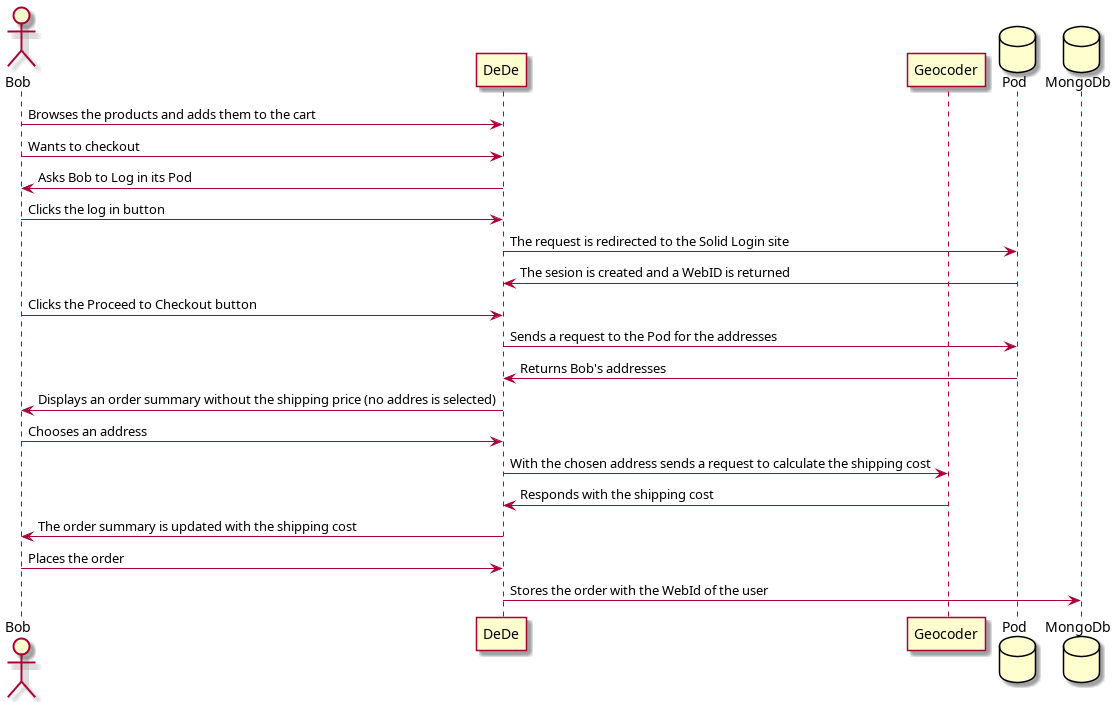 Bob
DeDe
Geocoder
Pod
MongoDb
Browses the products and adds them to the cart
Wants to checkout
Asks Bob to Log in its Pod
Clicks the log in button
The request is redirected to the Solid Login site
The sesion is created and a WebID is returned
Clicks the Proceed to Checkout button
Sends a request to the Pod for the addresses
Returns Bob's addresses
Displays an order summary without the shipping price (no addres is selected)
Chooses an address
With the chosen address sends a request to calculate the shipping cost
Responds with the shipping cost
The order summary is updated with the shipping cost
Places the order
Stores the order with the WebId of the user
Bob
DeDe
Geocoder
Pod
MongoDb